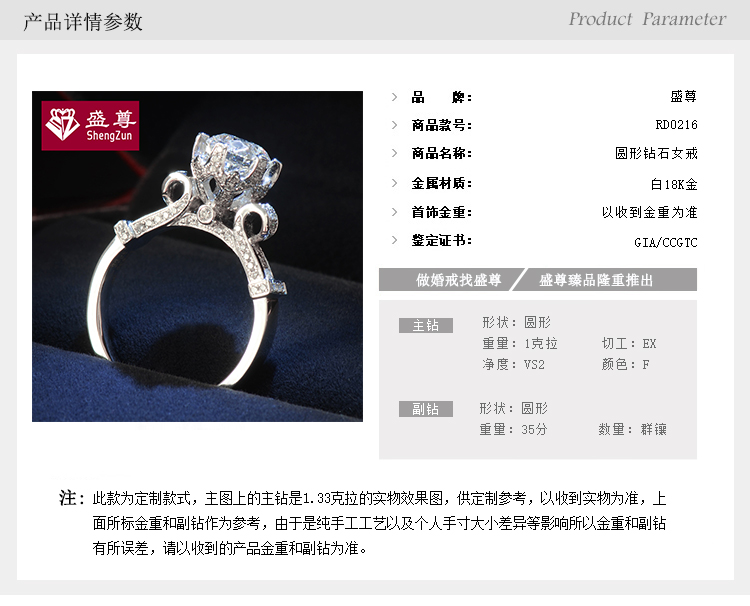 产品详情参数
Product Parameter
盛尊
ShengZun
品 牌： 盛尊
商品款号： RD0216
商品名称： 圆形钻石女戒
金属材质： 白18K金
首饰金重： 以收到金重为准
鉴定证书： GIA/CCGTC
做婚戒找盛尊 盛尊臻品隆重推出
主钻 形状：圆形
重量：1克拉 切工：EX
净度：VS2 颜色：F
副钻 形状：圆形
重量：35分 数量：群镶
注：此款为定制款式，主图上的主钻是1.33克拉的实物效果图，供定制参考，以收到实物为准，上
面所标金重和副钻作为参考，由于是纯手工工艺以及个人手寸大小差异等影响所以金重和副钻
有所误差，请以收到的产品金重和副钻为准。